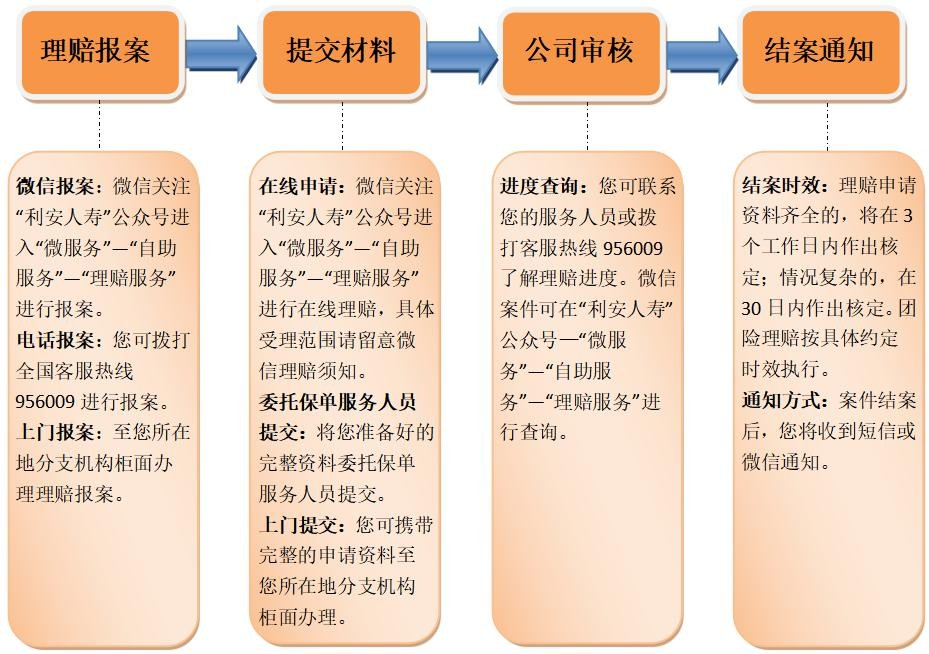 理赔报案
提交材料
公司审核
结案通知
微信报案：微信关注
“利安人寿”公众号进
入“微服务”—“自助
服务”—“理赔服务”
进行报案。
电话报案：您可拨打
全国客服热线
956009 进行报案。
上门报案：至您所在
地分支机构柜面办
理理赔报案。
在线申请：微信关注
“利安人寿”公众号进
入“微服务”—“自助
服务”—“理赔服务”
进行在线理赔，具体
受理范围请留意微
信理赔须知。
委托保单服务人员
提交：将您准备好的
完整资料委托保单
服务人员提交。
上门提交：您可携带
完整的申请资料至
您所在地分支机构
柜面办理。
进度查询：您可联系
您的服务人员或拨
打客服热线 956009
了解理赔进度。微信
案件可在“利安人寿”
公众号—“微服
务”—“自助服
务”—“理赔服务”进
行查询。
结案时效：理赔申请
资料齐全的，将在 3
个工作日内作出核
定；情况复杂的，在
30 日内作出核定。团
险理赔按具体约定
时效执行。
通知方式：案件结案
后，您将收到短信或
微信通知。